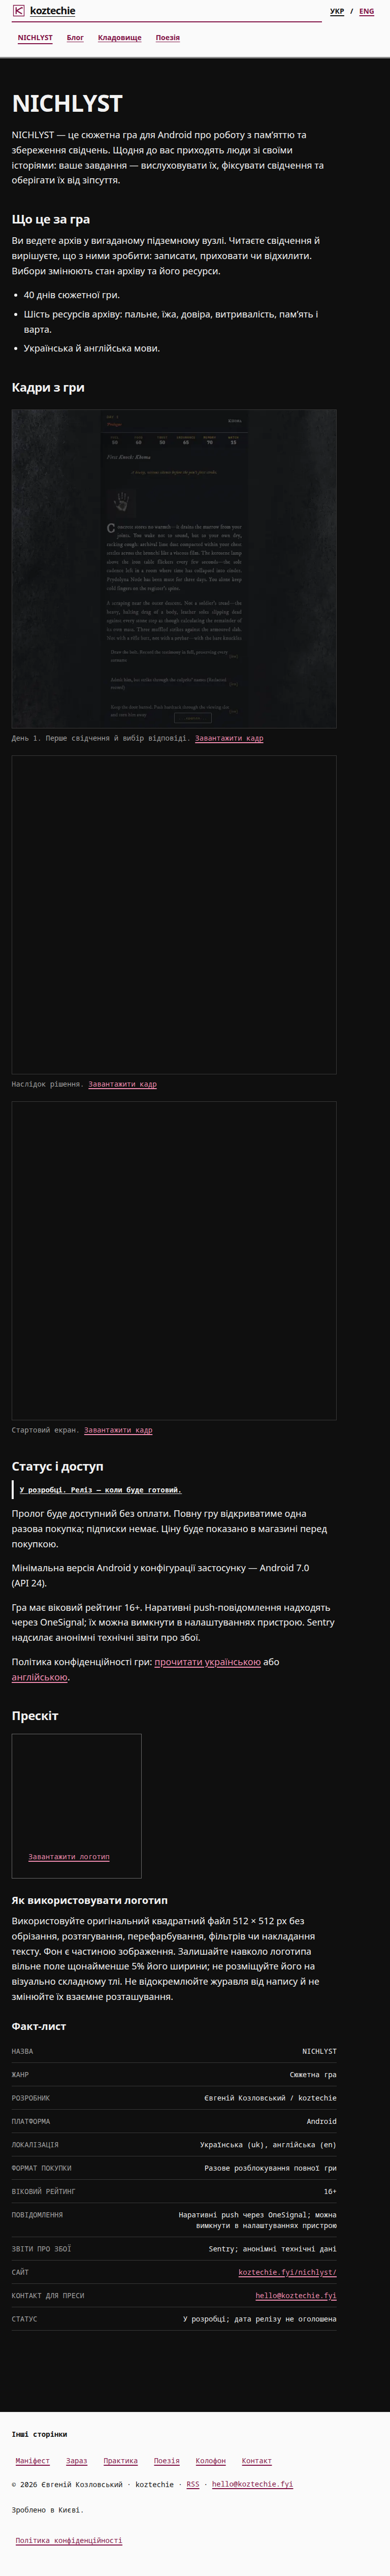 koztechie
УКР / ENG
NICHLYST Блог Кладовище Поезія
NICHLYST
NICHLYST — це сюжетна гра для Android про роботу з пам’яттю та
збереження свідчень. Щодня до вас приходять люди зі своїми
історіями: ваше завдання — вислуховувати їх, фіксувати свідчення та
оберігати їх від зіпсуття.
Що це за гра
Ви ведете архів у вигаданому підземному вузлі. Читаєте свідчення й
вирішуєте, що з ними зробити: записати, приховати чи відхилити.
Вибори змінюють стан архіву та його ресурси.
• 40 днів сюжетної гри.
• Шість ресурсів архіву: пальне, їжа, довіра, витривалість, пам’ять і
варта.
• Українська й англійська мови.
Кадри з гри
День 1. Перше свідчення й вибір відповіді. Завантажити кадр
Наслідок рішення. Завантажити кадр
Стартовий екран. Завантажити кадр
Статус і доступ
У розробці. Реліз — коли буде готовий.
Пролог буде доступний без оплати. Повну гру відкриватиме одна
разова покупка; підписки немає. Ціну буде показано в магазині перед
покупкою.
Мінімальна версія Android у конфігурації застосунку — Android 7.0
(API 24).
Гра має віковий рейтинг 16+. Наративні push-повідомлення надходять
через OneSignal; їх можна вимкнути в налаштуваннях пристрою. Sentry
надсилає анонімні технічні звіти про збої.
Політика конфіденційності гри: прочитати українською або
англійською.
Прескіт
Завантажити логотип
Як використовувати логотип
Використовуйте оригінальний квадратний файл 512 × 512 px без
обрізання, розтягування, перефарбування, фільтрів чи накладання
тексту. Фон є частиною зображення. Залишайте навколо логотипа
вільне поле щонайменше 5% його ширини; не розміщуйте його на
візуально складному тлі. Не відокремлюйте журавля від напису й не
змінюйте їх взаємне розташування.
Факт-лист
НАЗВА NICHLYST
ЖАНР Сюжетна гра
РОЗРОБНИК Євгеній Козловський / koztechie
ПЛАТФОРМА Android
ЛОКАЛІЗАЦІЯ Українська (uk), англійська (en)
ФОРМАТ ПОКУПКИ Разове розблокування повної гри
ВІКОВИЙ РЕЙТИНГ 16+
ПОВІДОМЛЕННЯ Наративні push через OneSignal; можна
вимкнути в налаштуваннях пристрою
ЗВІТИ ПРО ЗБОЇ Sentry; анонімні технічні дані
САЙТ koztechie.fyi/nichlyst/
КОНТАКТ ДЛЯ ПРЕСИ hello@koztechie.fyi
СТАТУС У розробці; дата релізу не оголошена
Інші сторінки
Маніфест Зараз Практика Поезія Колофон Контакт
© 2026 Євгеній Козловський · koztechie · RSS · hello@koztechie.fyi
Зроблено в Києві.
Політика конфіденційності